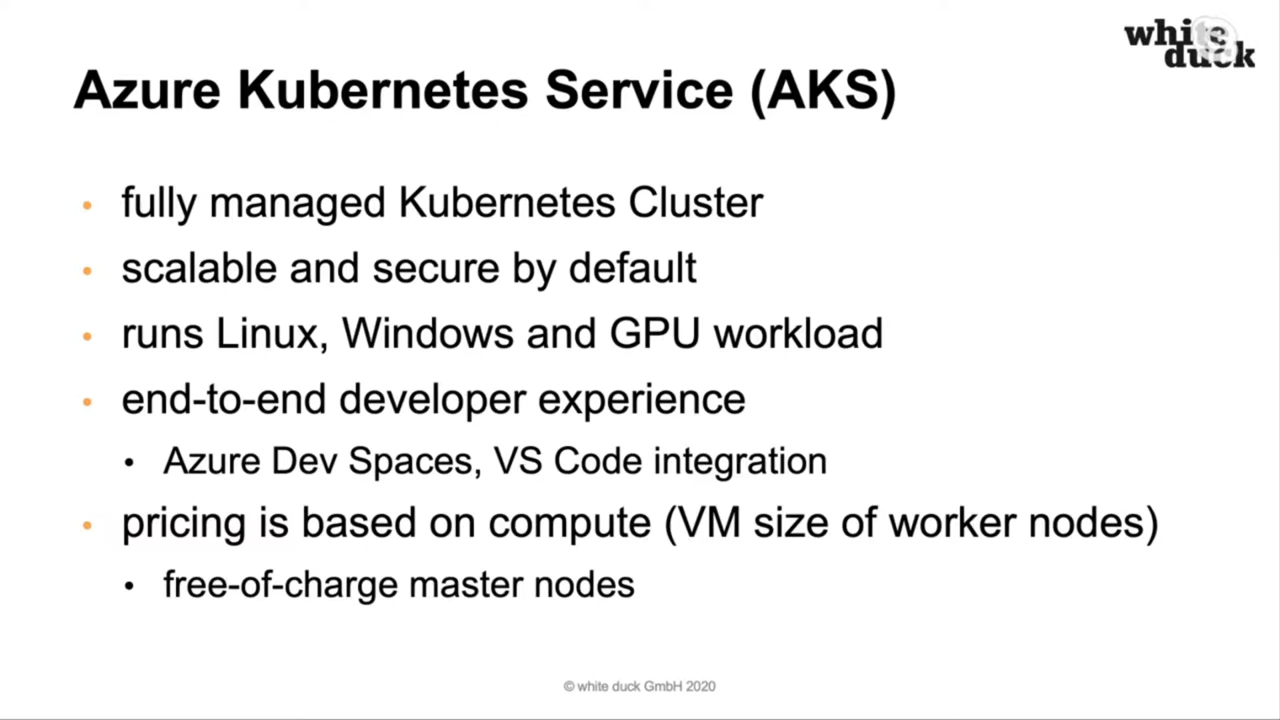 white
duck
Azure Kubernetes Service (AKS)
• fully managed Kubernetes Cluster
• scalable and secure by default
• runs Linux, Windows and GPU workload
• end-to-end developer experience
• Azure Dev Spaces, VS Code integration
• pricing is based on compute (VM size of worker nodes)
• free-of-charge master nodes
© white duck GmbH 2020